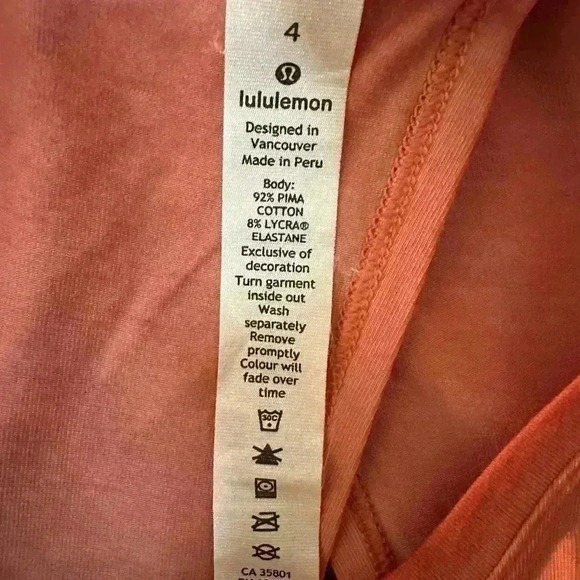 4
lululemon
Designed in
Vancouver
Made in Peru
Body:
92% PIMA
COTTON
8% LYCRA®
ELASTANE
Exclusive of
decoration
Turn garment
inside out
Wash
separately
Remove
promptly
Colour will
fade over
time
30C
CA 35801